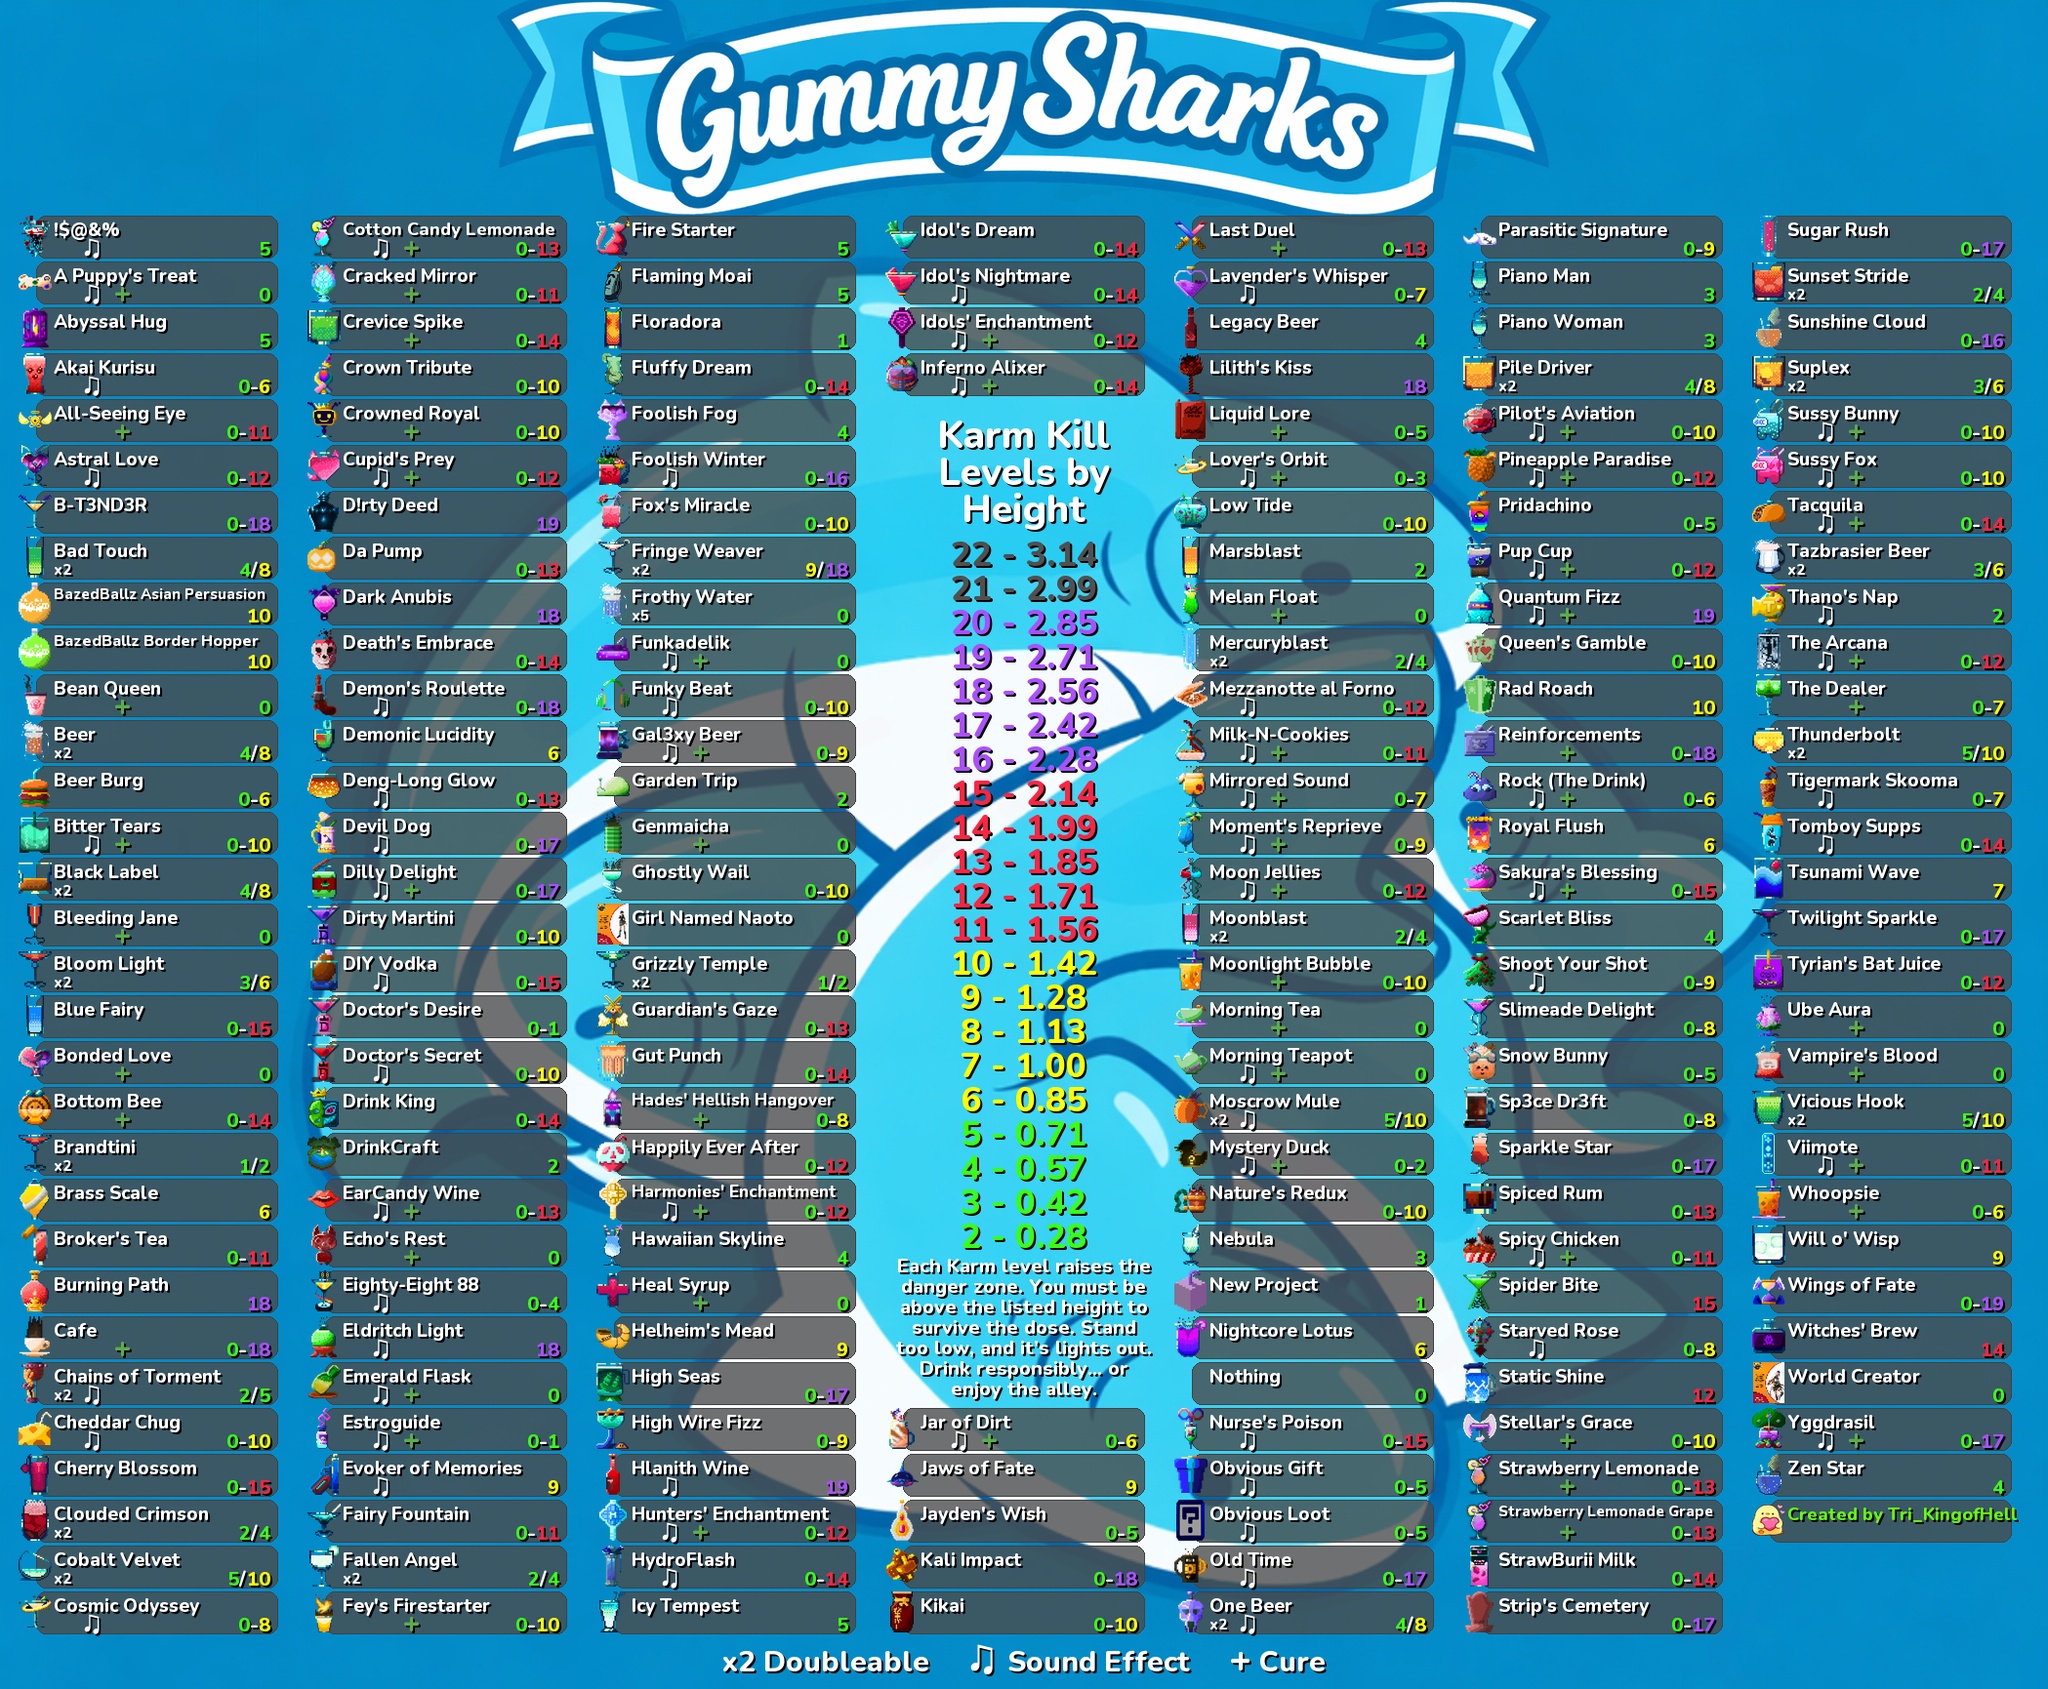 Gummy Sharks
!$@&%
♫ 5
A Puppy's Treat
♫ + 0
Abyssal Hug
5
Akai Kurisu
♫ 0-6
All-Seeing Eye
+ 0-11
Astral Love
♫ 0-12
B-T3ND3R
0-18
Bad Touch
x2 4/8
BazedBallz Asian Persuasion
10
BazedBallz Border Hopper
10
Bean Queen
+ 0
Beer
x2 4/8
Beer Burg
0-6
Bitter Tears
♫ + 0-10
Black Label
x2 4/8
Bleeding Jane
+ 0
Bloom Light
x2 3/6
Blue Fairy
0-15
Bonded Love
+ 0
Bottom Bee
+ 0-14
Brandtini
x2 1/2
Brass Scale
6
Broker's Tea
0-11
Burning Path
18
Cafe
+ 0-18
Chains of Torment
x2 ♫ 2/5
Cheddar Chug
♫ 0-10
Cherry Blossom
0-15
Clouded Crimson
x2 2/4
Cobalt Velvet
x2 5/10
Cosmic Odyssey
♫ 0-8
Cotton Candy Lemonade
♫ + 0-13
Cracked Mirror
+ 0-11
Crevice Spike
+ 0-14
Crown Tribute
0-10
Crowned Royal
+ 0-10
Cupid's Prey
♫ + 0-12
D!rty Deed
19
Da Pump
0-13
Dark Anubis
18
Death's Embrace
0-14
Demon's Roulette
♫ 0-18
Demonic Lucidity
6
Deng-Long Glow
♫ 0-13
Devil Dog
♫ 0-17
Dilly Delight
♫ + 0-17
Dirty Martini
0-10
DIY Vodka
♫ 0-15
Doctor's Desire
0-1
Doctor's Secret
♫ 0-10
Drink King
0-14
DrinkCraft
2
EarCandy Wine
♫ + 0-13
Echo's Rest
+ 0
Eighty-Eight 88
♫ 0-4
Eldritch Light
♫ 18
Emerald Flask
♫ + 0
Estroguide
♫ + 0-1
Evoker of Memories
♫ 9
Fairy Fountain
0-11
Fallen Angel
x2 2/4
Fey's Firestarter
+ 0-10
Fire Starter
5
Flaming Moai
5
Floradora
1
Fluffy Dream
0-14
Foolish Fog
4
Foolish Winter
♫ 0-16
Fox's Miracle
0-10
Fringe Weaver
x2 9/18
Frothy Water
x5 0
Funkadelik
♫ + 0
Funky Beat
♫ 0-10
Gal3xy Beer
♫ + 0-9
Garden Trip
2
Genmaicha
+ 0
Ghostly Wail
0-10
Girl Named Naoto
0
Grizzly Temple
x2 1/2
Guardian's Gaze
0-13
Gut Punch
0-14
Hades' Hellish Hangover
+ 0-8
Happily Ever After
0-12
Harmonies' Enchantment
♫ + 0-12
Hawaiian Skyline
4
Heal Syrup
+ 0
Helheim's Mead
9
High Seas
0-17
High Wire Fizz
0-9
Hlanith Wine
19
Hunters' Enchantment
♫ + 0-12
HydroFlash
♫ 0-14
Icy Tempest
5
Idol's Dream
0-14
Idol's Nightmare
♫ 0-14
Idols' Enchantment
♫ + 0-12
Inferno Alixer
♫ + 0-14
Karm Kill
Levels by
Height
22 - 3.14
21 - 2.99
20 - 2.85
19 - 2.71
18 - 2.56
17 - 2.42
16 - 2.28
15 - 2.14
14 - 1.99
13 - 1.85
12 - 1.71
11 - 1.56
10 - 1.42
9 - 1.28
8 - 1.13
7 - 1.00
6 - 0.85
5 - 0.71
4 - 0.57
3 - 0.42
2 - 0.28
Each Karm level raises the
danger zone. You must be
above the listed height to
survive the dose. Stand
too low, and it's lights out.
Drink responsibly... or
enjoy the alley.
Jar of Dirt
♫ + 0-6
Jaws of Fate
9
Jayden's Wish
0-5
Kali Impact
0-18
Kikai
0-10
Last Duel
+ 0-13
Lavender's Whisper
♫ 0-7
Legacy Beer
4
Lilith's Kiss
18
Liquid Lore
+ 0-5
Lover's Orbit
♫ + 0-3
Low Tide
0-10
Marsblast
2
Melan Float
+ 0
Mercuryblast
x2 2/4
Mezzanotte al Forno
♫ 0-12
Milk-N-Cookies
♫ + 0-11
Mirrored Sound
♫ + 0-7
Moment's Reprieve
♫ + 0-9
Moon Jellies
♫ + 0-12
Moonblast
x2 2/4
Moonlight Bubble
+ 0-10
Morning Tea
+ 0
Morning Teapot
♫ + 0
Moscrow Mule
x2 ♫ 5/10
Mystery Duck
♫ + 0-2
Nature's Redux
0-10
Nebula
3
New Project
1
Nightcore Lotus
6
Nothing
0
Nurse's Poison
♫ 0-15
Obvious Gift
0-5
Obvious Loot
♫ 0-5
Old Time
♫ 0-17
One Beer
x2 ♫ 4/8
Parasitic Signature
0-9
Piano Man
3
Piano Woman
3
Pile Driver
x2 4/8
Pilot's Aviation
♫ + 0-10
Pineapple Paradise
♫ + 0-12
Pridachino
0-5
Pup Cup
♫ + 0-12
Quantum Fizz
♫ + 19
Queen's Gamble
0-10
Rad Roach
10
Reinforcements
+ 0-18
Rock (The Drink)
♫ + 0-6
Royal Flush
6
Sakura's Blessing
♫ + 0-15
Scarlet Bliss
4
Shoot Your Shot
♫ 0-9
Slimeade Delight
0-8
Snow Bunny
0-5
Sp3ce Dr3ft
0-8
Sparkle Star
0-17
Spiced Rum
0-13
Spicy Chicken
♫ + 0-11
Spider Bite
15
Starved Rose
♫ 0-8
Static Shine
12
Stellar's Grace
+ 0-10
Strawberry Lemonade
+ 0-13
Strawberry Lemonade Grape
+ 0-13
StrawBurii Milk
0-14
Strip's Cemetery
0-17
Sugar Rush
0-17
Sunset Stride
x2 2/4
Sunshine Cloud
0-16
Suplex
x2 3/6
Sussy Bunny
♫ + 0-10
Sussy Fox
♫ + 0-10
Tacquila
♫ + 0-14
Tazbrasier Beer
x2 3/6
Thano's Nap
2
The Arcana
♫ + 0-12
The Dealer
+ 0-7
Thunderbolt
x2 5/10
Tigermark Skooma
♫ 0-7
Tomboy Supps
♫ 0-14
Tsunami Wave
7
Twilight Sparkle
0-17
Tyrian's Bat Juice
0-12
Ube Aura
+ 0
Vampire's Blood
+ 0
Vicious Hook
x2 5/10
Viimote
♫ + 0-11
Whoopsie
+ 0-6
Will o' Wisp
9
Wings of Fate
0-19
Witches' Brew
14
World Creator
0
Yggdrasil
♫ + 0-17
Zen Star
4
Created by Tri_KingofHell
x2 Doubleable ♫ Sound Effect + Cure